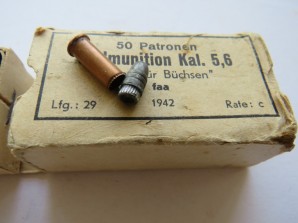 50 Patronen
munition Kal. 5,6
für Büchsen"
faa
Lfg.: 29 1942 Rate: c